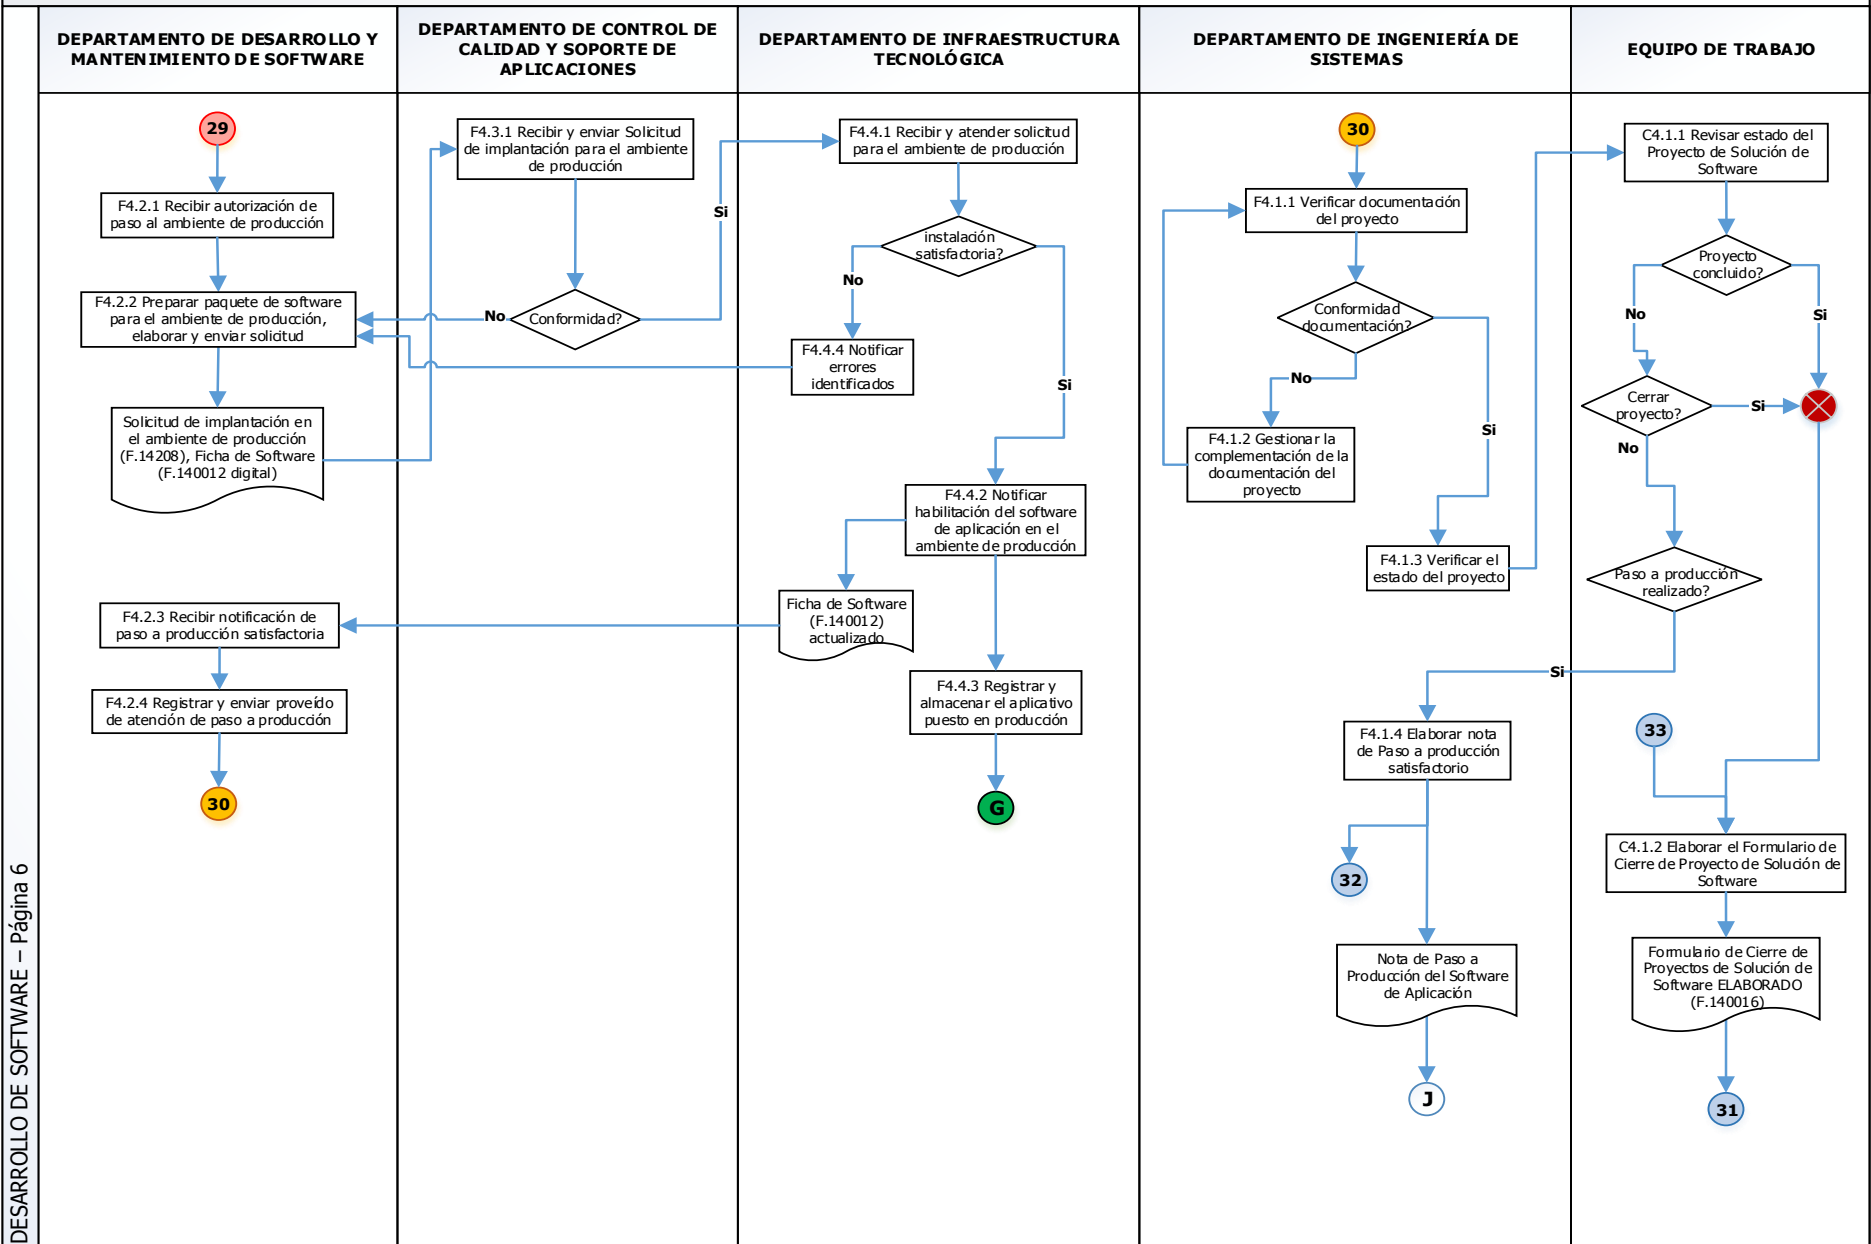 DEPARTAMENTO DE DESARROLLO Y
MANTENIMIENTO DE SOFTWARE
DEPARTAMENTO DE CONTROL DE
CALIDAD Y SOPORTE DE
APLICACIONES
DEPARTAMENTO DE INFRAESTRUCTURA
TECNOLÓGICA
DEPARTAMENTO DE INGENIERÍA DE
SISTEMAS
EQUIPO DE TRABAJO
DESARROLLO DE SOFTWARE – Página 6
29
F4.2.1 Recibir autorización de
paso al ambiente de producción
F4.2.2 Preparar paquete de software
para el ambiente de producción,
elaborar y enviar solicitud
Solicitud de implantación en
el ambiente de producción
(F.14208), Ficha de Software
(F.140012 digital)
F4.2.3 Recibir notificación de
paso a producción satisfactoria
F4.2.4 Registrar y enviar proveído
de atención de paso a producción
30
F4.3.1 Recibir y enviar Solicitud
de implantación para el ambiente
de producción
Conformidad?
No
Si
F4.4.1 Recibir y atender solicitud
para el ambiente de producción
instalación
satisfactoria?
No
Si
F4.4.4 Notificar
errores
identificados
F4.4.2 Notificar
habilitación del software
de aplicación en el
ambiente de producción
Ficha de Software
(F.140012)
actualizado
F4.4.3 Registrar y
almacenar el aplicativo
puesto en producción
G
30
F4.1.1 Verificar documentación
del proyecto
Conformidad
documentación?
No
Si
F4.1.2 Gestionar la
complementación de la
documentación del
proyecto
F4.1.3 Verificar el
estado del proyecto
Si
F4.1.4 Elaborar nota
de Paso a producción
satisfactorio
32
Nota de Paso a
Producción del Software
de Aplicación
J
C4.1.1 Revisar estado del
Proyecto de Solución de
Software
Proyecto
concluido?
No
Si
Cerrar
proyecto?
Si
No
Paso a producción
realizado?
33
C4.1.2 Elaborar el Formulario de
Cierre de Proyecto de Solución de
Software
Formulario de Cierre de
Proyectos de Solución de
Software ELABORADO
(F.140016)
31